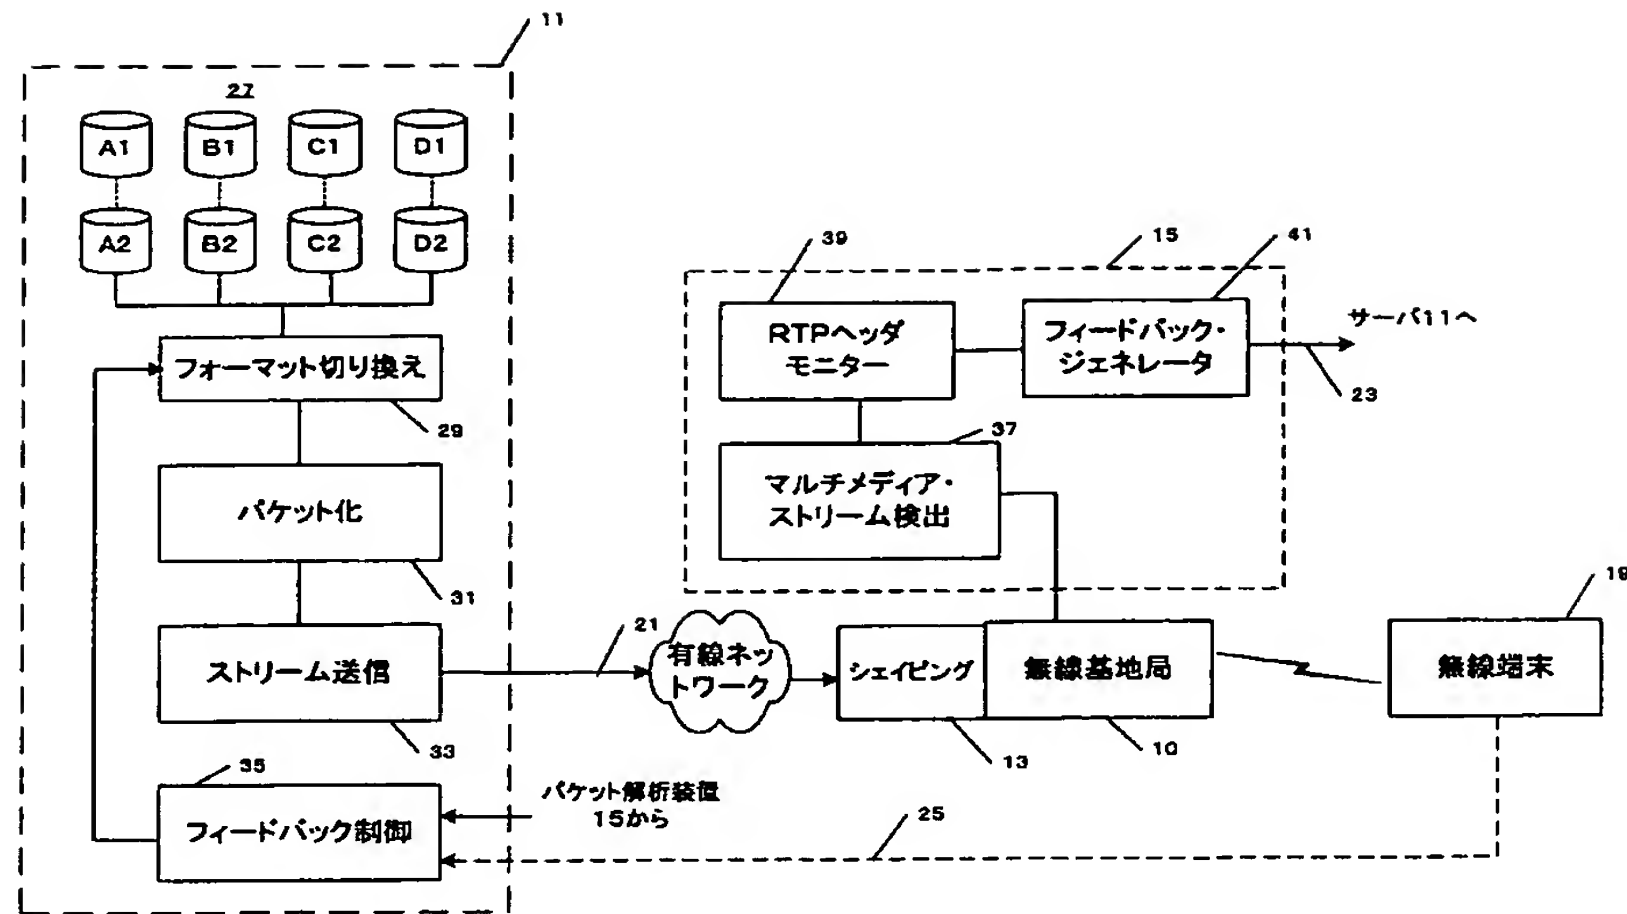 11
27
A1 B1 C1 D1
A2 B2 C2 D2
フォーマット切り換え
29
パケット化
31
ストリーム送信
33
35
フィードバック制御
39
15
41
RTPヘッダ
モニター
フィードバック・
ジェネレータ
サーバ11へ
23
37
マルチメディア・
ストリーム検出
21
有線ネッ
トワーク
シェイピング
無線基地局
13
10
19
無線端末
パケット解析装置
15から
25